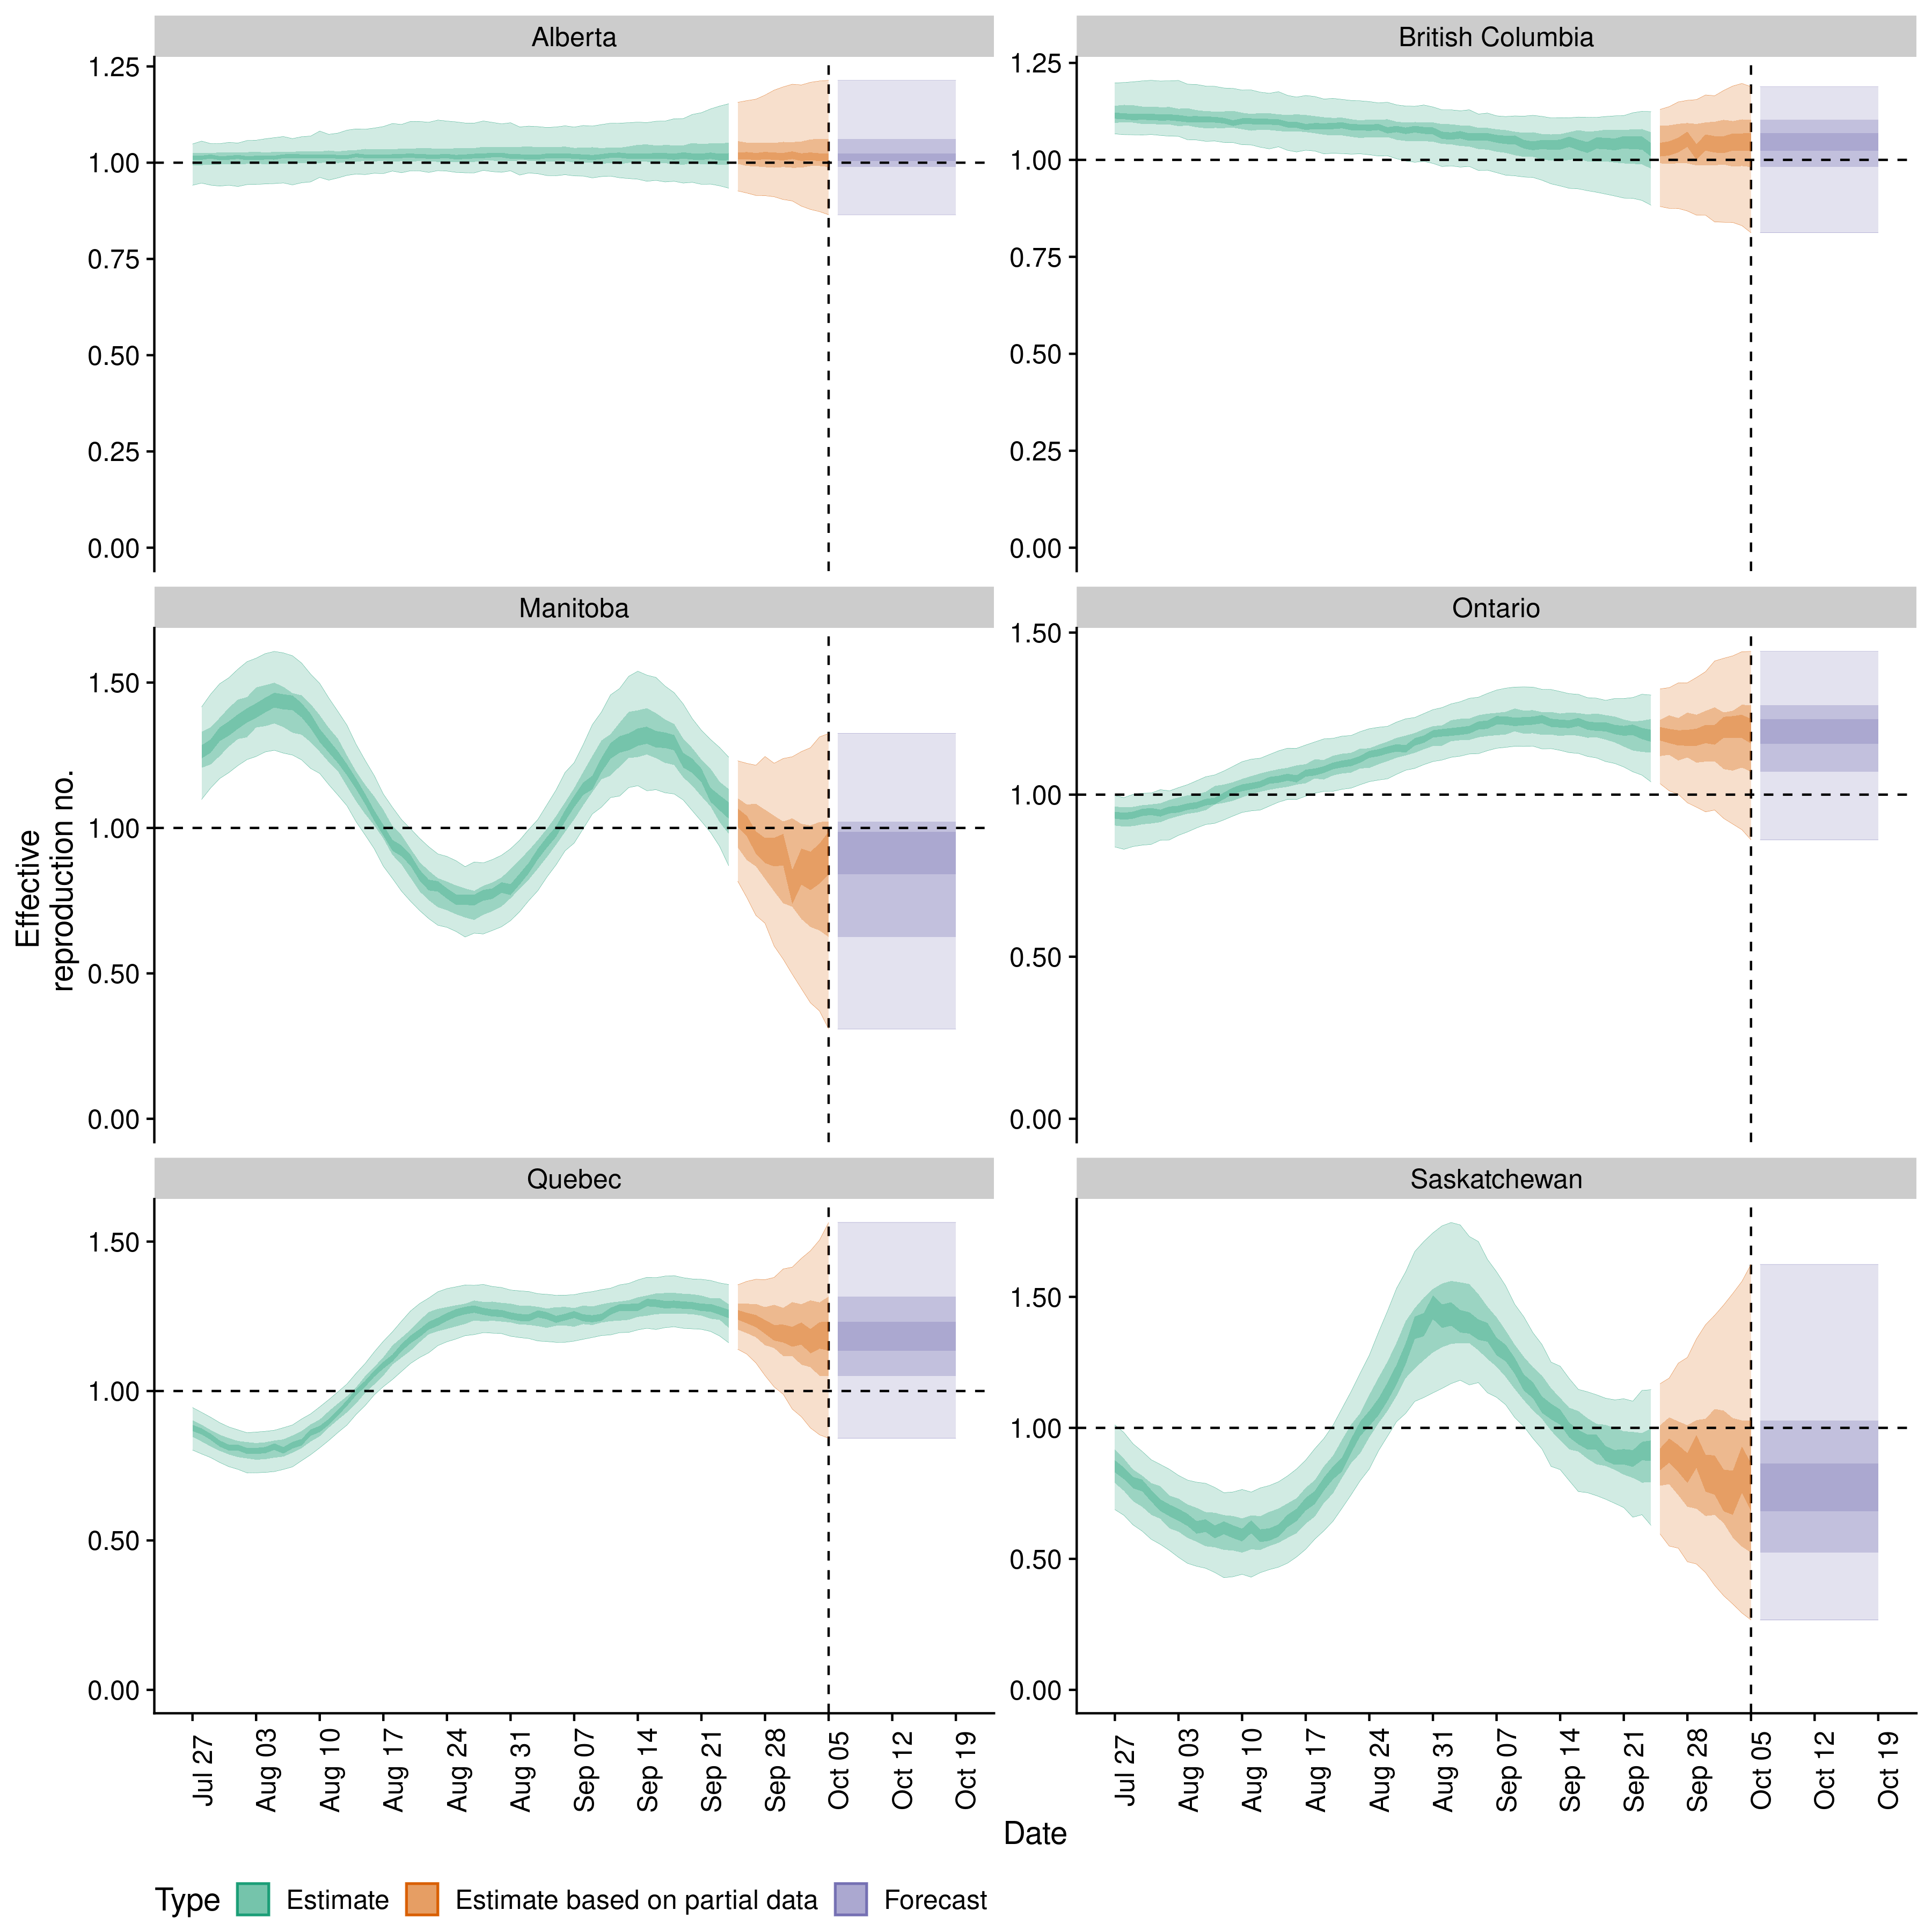 Alberta
British Columbia
1.25
1.00
0.75
0.50
0.25
0.00
1.25
1.00
0.75
0.50
0.25
0.00
Manitoba
Ontario
1.50
1.00
0.50
0.00
1.50
1.00
0.50
0.00
Effective
reproduction no.
Quebec
Saskatchewan
1.50
1.00
0.50
0.00
1.50
1.00
0.50
0.00
Jul 27
Aug 03
Aug 10
Aug 17
Aug 24
Aug 31
Sep 07
Sep 14
Sep 21
Sep 28
Oct 05
Oct 12
Oct 19
Jul 27
Aug 03
Aug 10
Aug 17
Aug 24
Aug 31
Sep 07
Sep 14
Sep 21
Sep 28
Oct 05
Oct 12
Oct 19
Date
Type Estimate Estimate based on partial data Forecast